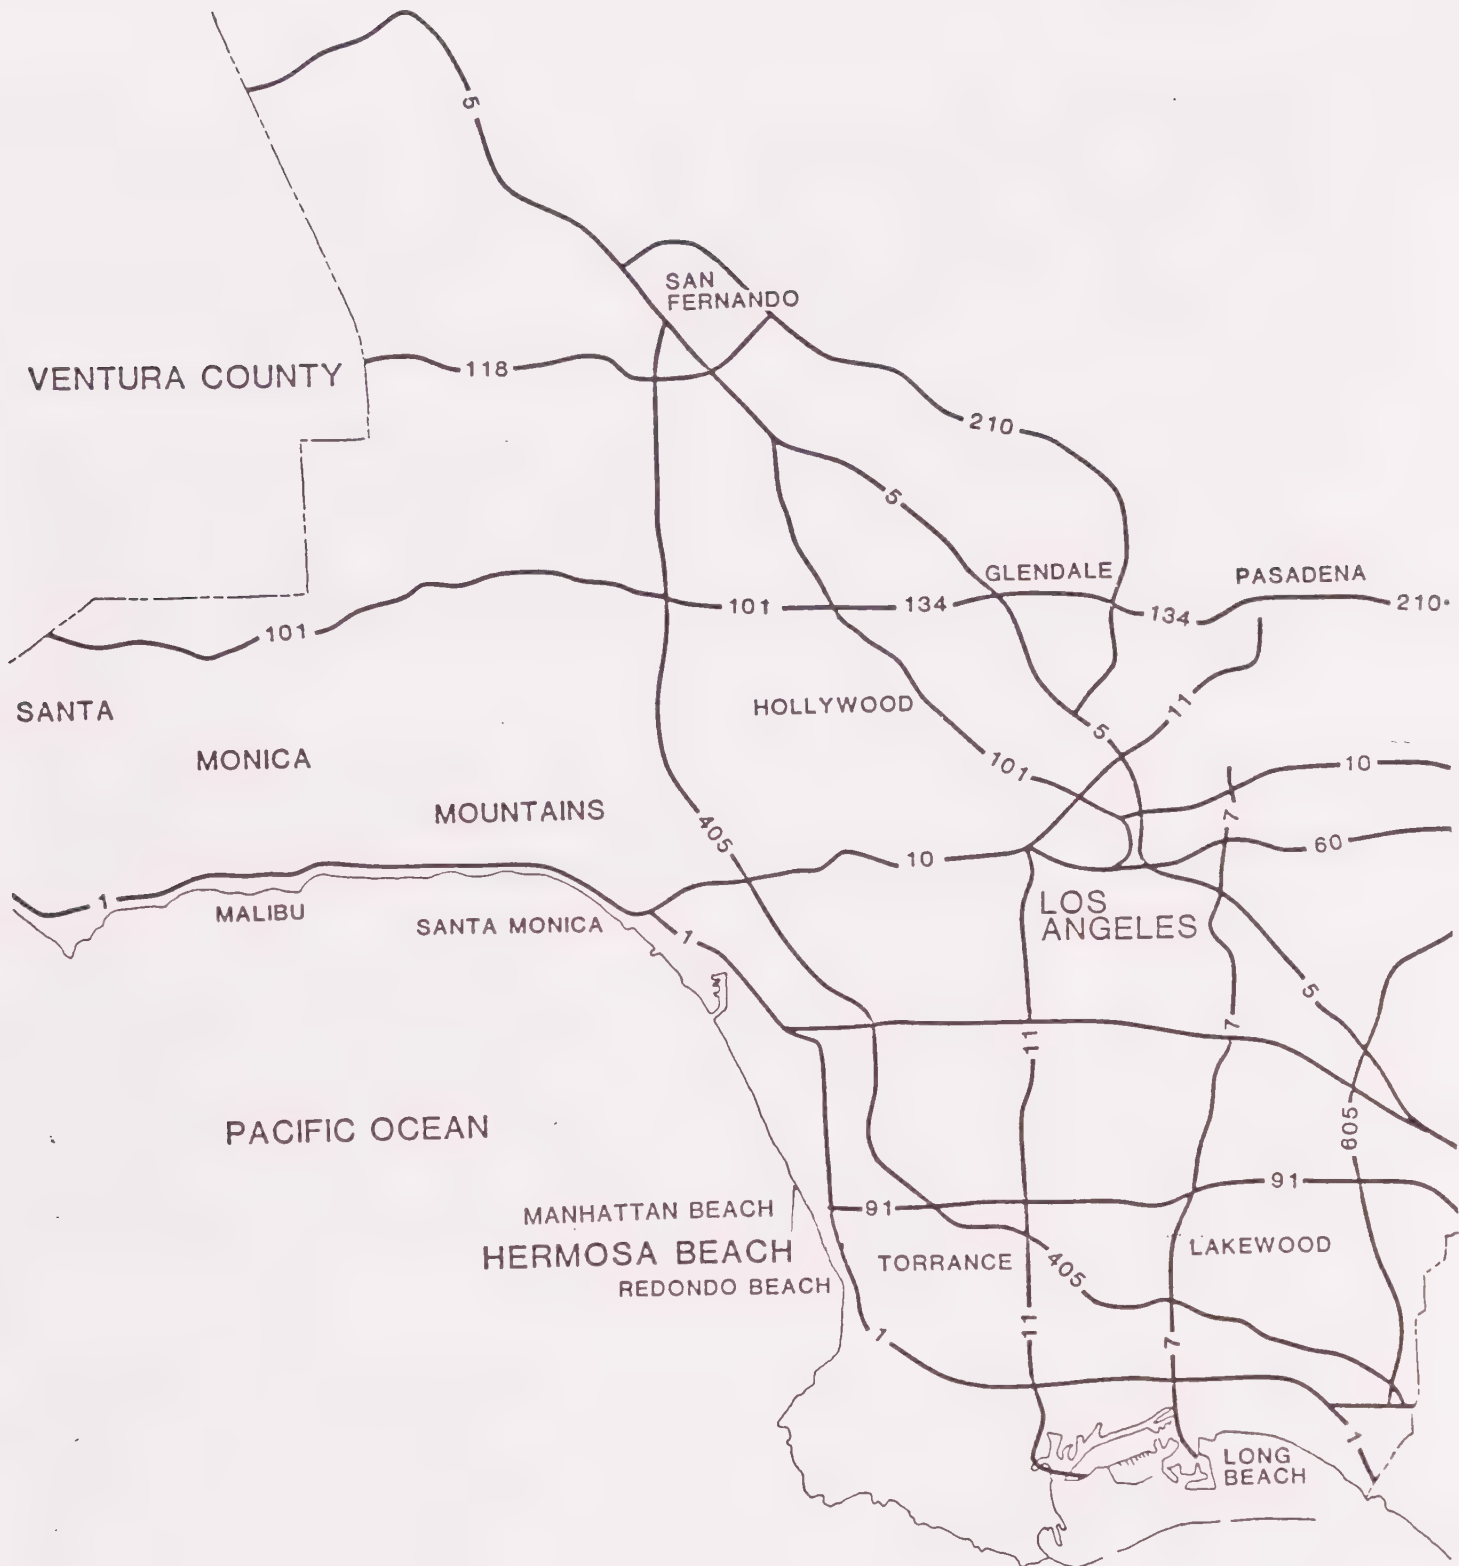 5
SAN
FERNANDO
VENTURA COUNTY
118
210
5
GLENDALE
PASADENA
101
134
134
210
101
SANTA
HOLLYWOOD
11
5
MONICA
101
10
MOUNTAINS
405
7
60
10
1
MALIBU
SANTA MONICA
1
LOS
ANGELES
5
7
11
PACIFIC OCEAN
605
91
MANHATTAN BEACH
91
HERMOSA BEACH
TORRANCE
405
LAKEWOOD
REDONDO BEACH
1
11
7
1
LONG
BEACH